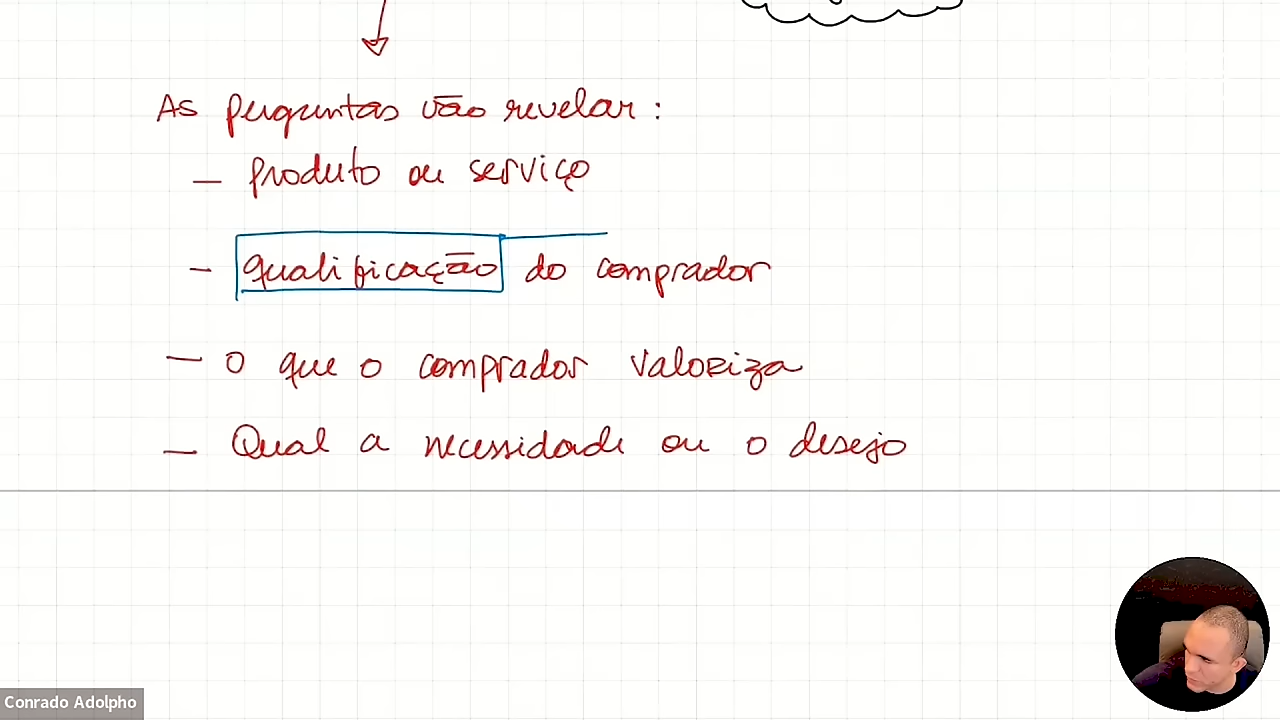 As perguntas vão revelar:
– produto ou serviço
– qualificação do comprador
– o que o comprador valoriza
– Qual a necessidade ou o desejo
Conrado Adolpho